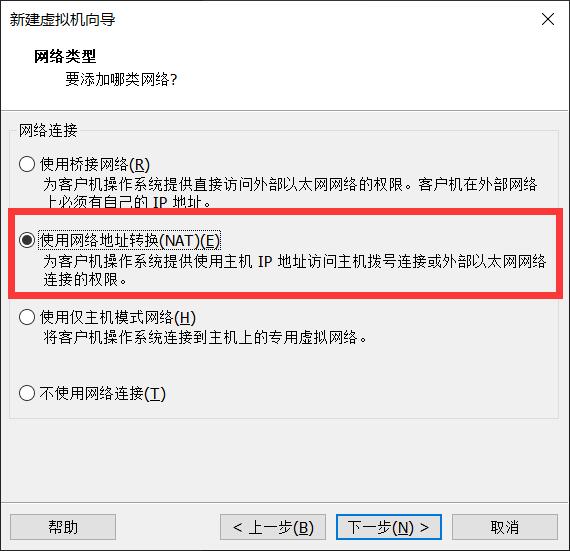 新建虚拟机向导
网络类型
要添加哪类网络?
网络连接
使用桥接网络(R)
为客户机操作系统提供直接访问外部以太网网络的权限。客户机在外部网络
上必须有自己的 IP 地址。
使用网络地址转换(NAT)(E)
为客户机操作系统提供使用主机 IP 地址访问主机拨号连接或外部以太网网络
连接的权限。
使用仅主机模式网络(H)
将客户机操作系统连接到主机上的专用虚拟网络。
不使用网络连接(T)
帮助
< 上一步(B)
下一步(N) >
取消